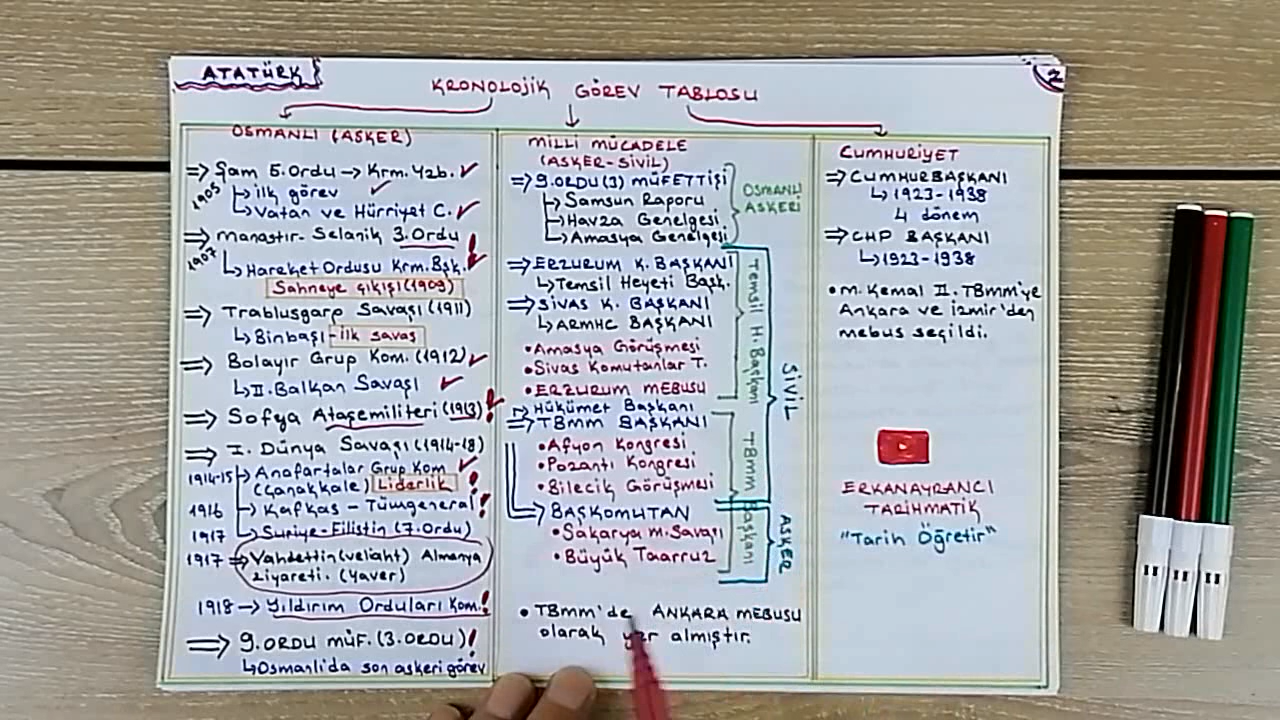 ATATÜRK
2
KRONOLOJİK GÖREV TABLOSU
OSMANLI (ASKER)
⇒ Şam 5.Ordu → Krm. Yzb. ✓
1905
↳ ilk görev ✓
↳ Vatan ve Hürriyet C. ✓
⇒ Manastır-Selanik 3.Ordu !
1907
↳ Hareket Ordusu Krm.Bşk. ✓
Sahneye çıkışı (1909)
⇒ Trablusgarp Savaşı (1911)
↳ Binbaşı - ilk savaş
⇒ Bolayır Grup Kom. (1912) ✓
↳ II. Balkan Savaşı ✓
⇒ Sofya Ataşemiliteri (1913) !
⇒ I. Dünya Savaşı (1914-18)
1914-15 Anafartalar Grup Kom ✓
(Çanakkale) Liderlik !
1916 Kafkas - Tümgeneral !
1917 Suriye-Filistin (7.Ordu)
1917 ⇒ Vahdettin (veliaht) Almanya
ziyareti. (Yaver)
1918 → Yıldırım Orduları Kom. !
⇒ 9.ORDU MÜF. (3.ORDU) !
↳ Osmanlı'da son askeri görev
MİLLİ MÜCADELE
(ASKER-SİVİL)
⇒ 9.ORDU (3) MÜFETTİŞİ
→ Samsun Raporu
→ Havza Genelgesi
→ Amasya Genelgesi
OSMANLI
ASKERİ
⇒ ERZURUM K. BAŞKANI
↳ Temsil Heyeti Başk.
⇒ SİVAS K. BAŞKANI
↳ ARMHC BAŞKANI
• Amasya Görüşmesi
• Sivas Komutanlar T.
• ERZURUM MEBUSU
TEMSİL H. Başkanı
→ Hükümet Başkanı
⇒ TBMM BAŞKANI
• Afyon Kongresi
• Pozantı Kongresi
• Bilecik Görüşmesi
→ BAŞKOMUTAN
• Sakarya M. Savaşı
• Büyük Taarruz
TBMM Başkanı
SİVİL
ASKER
• TBMM'de ANKARA MEBUSU
olarak yer almıştır.
CUMHURİYET
⇒ CUMHURBAŞKANI
↳ 1923-1938
4 dönem
⇒ CHP BAŞKANI
↳ 1923-1938
• M. Kemal II. TBMM'ye
Ankara ve İzmir'den
mebus seçildi.
ERKANAYRANCI
TARİHMATİK
"Tarih Öğretir"